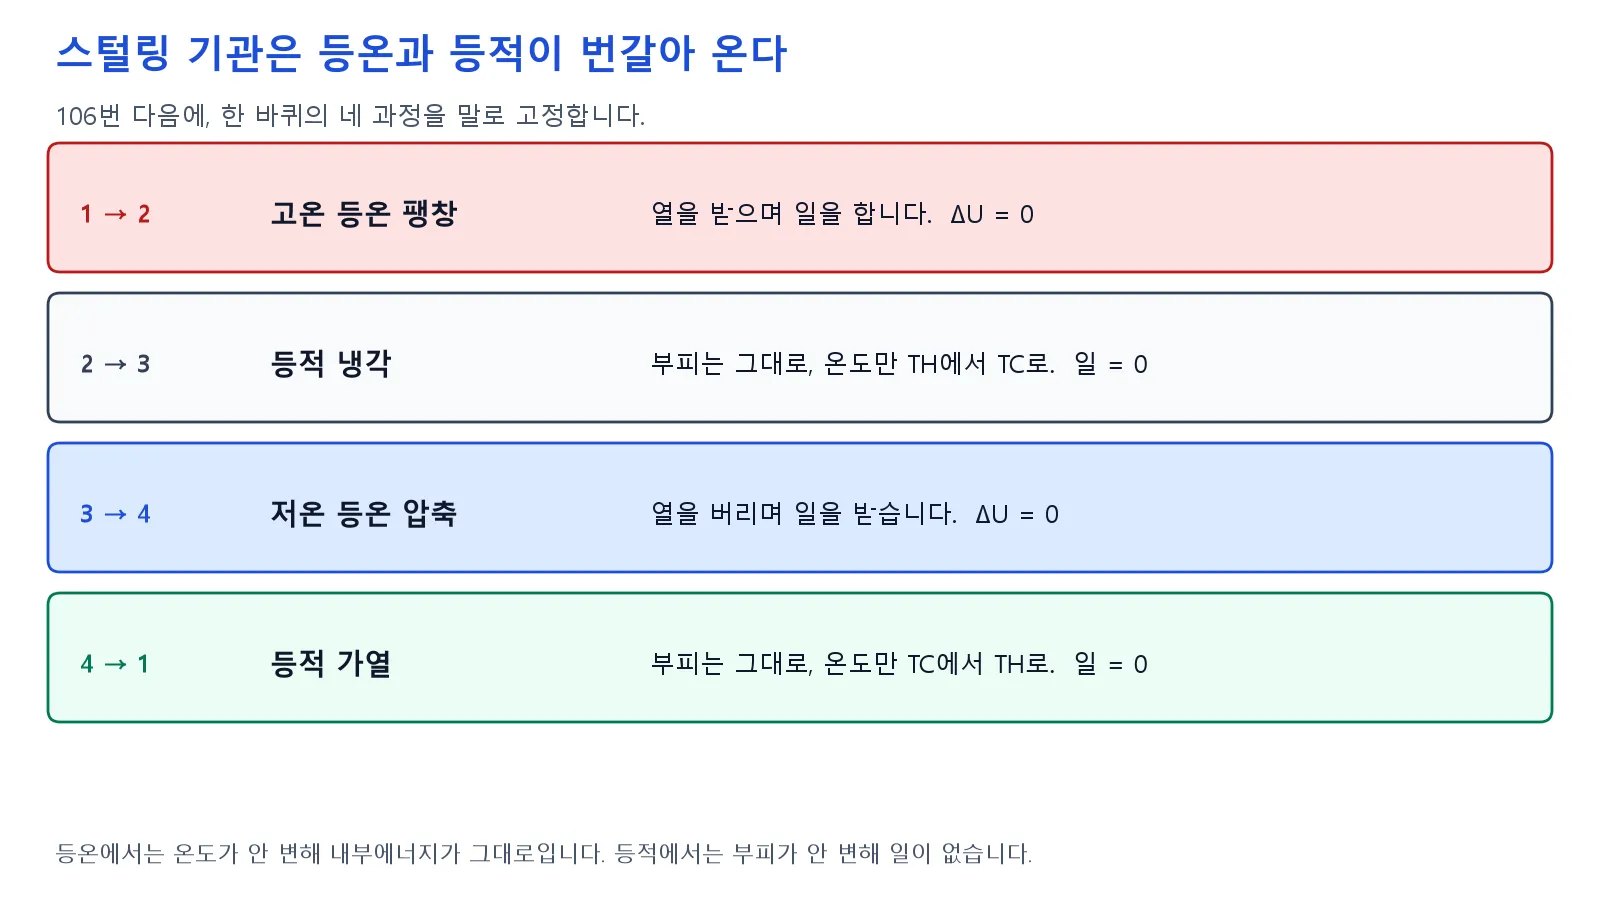 스털링 기관은 등온과 등적이 번갈아 온다
106번 다음에, 한 바퀴의 네 과정을 말로 고정합니다.
1 → 2 고온 등온 팽창 열을 받으며 일을 합니다. ΔU = 0
2 → 3 등적 냉각 부피는 그대로, 온도만 TH에서 TC로. 일 = 0
3 → 4 저온 등온 압축 열을 버리며 일을 받습니다. ΔU = 0
4 → 1 등적 가열 부피는 그대로, 온도만 TC에서 TH로. 일 = 0
등온에서는 온도가 안 변해 내부에너지가 그대로입니다. 등적에서는 부피가 안 변해 일이 없습니다.